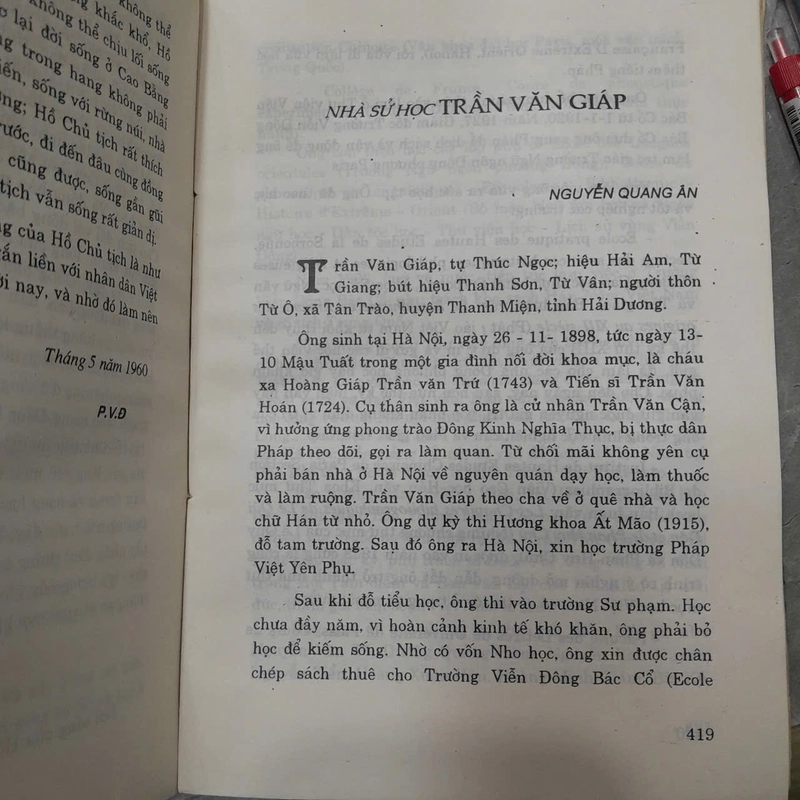 không thể
khắc khổ, Hồ
không thể chịu lối sống
lại đời sống ở Cao Bằng
trong hang không phải
sống với rừng núi, nhà
Hồ Chủ tịch rất thích
đi đến đâu cũng đồng
cũng được, sống gần gũi
tịch vẫn sống rất giản dị.
của Hồ Chủ tịch là như
gắn liền với nhân dân Việt
nay, và nhờ đó làm nên
Tháng 5 năm 1960
P.V.Đ
NHÀ SỬ HỌC TRẦN VĂN GIÁP
NGUYỄN QUANG ÂN
Trần Văn Giáp, tự Thúc Ngọc; hiệu Hải Am, Từ
Giang; bút hiệu Thanh Sơn, Từ Vân; người thôn
Từ Ô, xã Tân Trào, huyện Thanh Miện, tỉnh Hải Dương.
Ông sinh tại Hà Nội, ngày 26 - 11- 1898, tức ngày 13-
10 Mậu Tuất trong một gia đình nối đời khoa mục, là cháu
xa Hoàng Giáp Trần văn Trứ (1743) và Tiến sĩ Trần Văn
Hoán (1724). Cụ thân sinh ra ông là cử nhân Trần Văn Cận,
vì hưởng ứng phong trào Đông Kinh Nghĩa Thục, bị thực dân
Pháp theo dõi, gọi ra làm quan. Từ chối mãi không yên cụ
phải bán nhà ở Hà Nội về nguyên quán dạy học, làm thuốc
và làm ruộng. Trần Văn Giáp theo cha về ở quê nhà và học
chữ Hán từ nhỏ. Ông dự kỳ thi Hương khoa Ất Mão (1915),
đỗ tam trường. Sau đó ông ra Hà Nội, xin học trường Pháp
Việt Yên Phụ.
Sau khi đỗ tiểu học, ông thi vào trường Sư phạm. Học
chưa đầy năm, vì hoàn cảnh kinh tế khó khăn, ông phải bỏ
học để kiếm sống. Nhờ có vốn Nho học, ông xin được chân
chép sách thuê cho Trường Viễn Đông Bác Cổ (Ecole
419